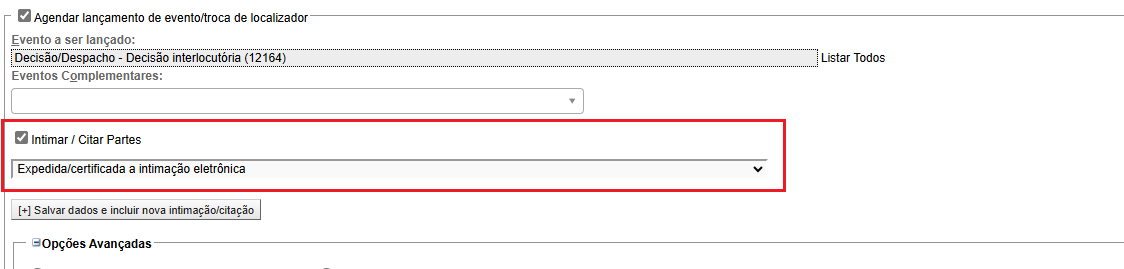 Agendar lançamento de evento/troca de localizador
Evento a ser lançado:
Decisão/Despacho - Decisão interlocutória (12164) Listar Todos
Eventos Complementares:
Intimar / Citar Partes
Expedida/certificada a intimação eletrônica
[+] Salvar dados e incluir nova intimação/citação
Opções Avançadas